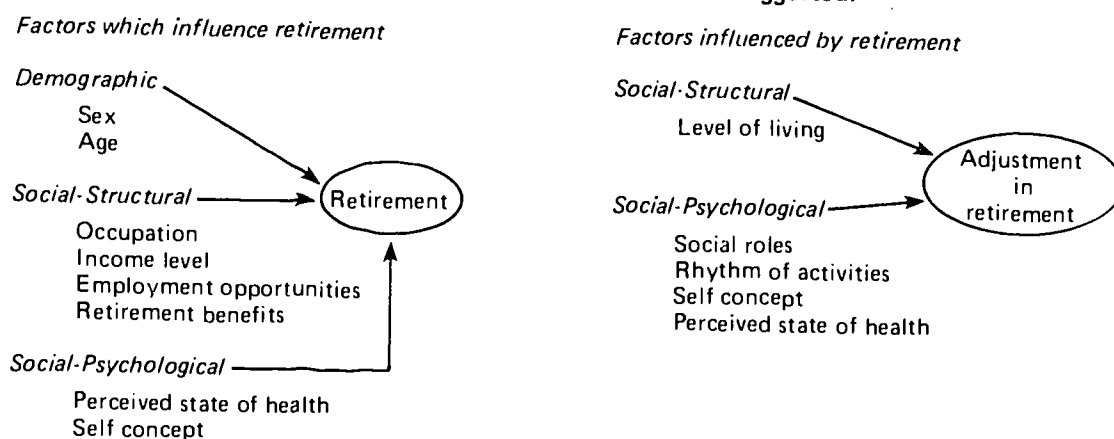 Factors which influence retirement
Demographic
Sex
Age
Social-Structural
Occupation
Income level
Employment opportunities
Retirement benefits
Social-Psychological
Perceived state of health
Self concept
Retirement
Factors influenced by retirement
Social-Structural
Level of living
Social-Psychological
Social roles
Rhythm of activities
Self concept
Perceived state of health
Adjustment
in
retirement